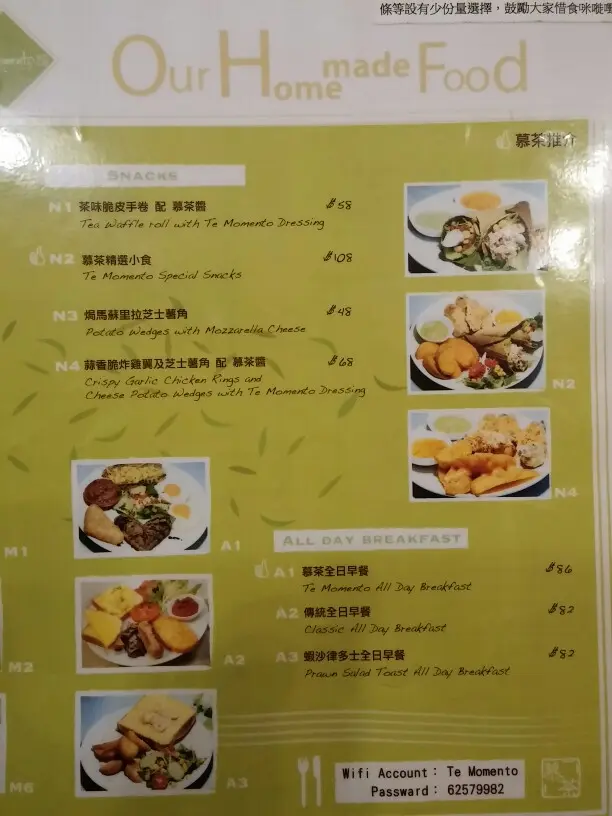 條等設有少份量選擇，鼓勵大家惜食咪嘥嘢
Our Homemade Food
慕茶推介
SNACKS
N1 茶味脆皮手卷 配 慕茶醬 $58
Tea Waffle roll with Te Momento Dressing
N2 慕茶精選小食 $108
Te Momento Special Snacks
N3 焗馬蘇里拉芝士薯角 $48
Potato Wedges with Mozzarella Cheese
N4 蒜香脆炸雞翼及芝士薯角 配 慕茶醬 $68
Crispy Garlic Chicken Rings and
Cheese Potato Wedges with Te Momento Dressing
N2
N4
M1
A1
M2
A2
M6
A3
ALL DAY BREAKFAST
A1 慕茶全日早餐 $86
Te Momento All Day Breakfast
A2 傳統全日早餐 $82
Classic All Day Breakfast
A3 蝦沙律多士全日早餐 $82
Prawn Salad Toast All Day Breakfast
Wifi Account： Te Momento
Passward： 62579982